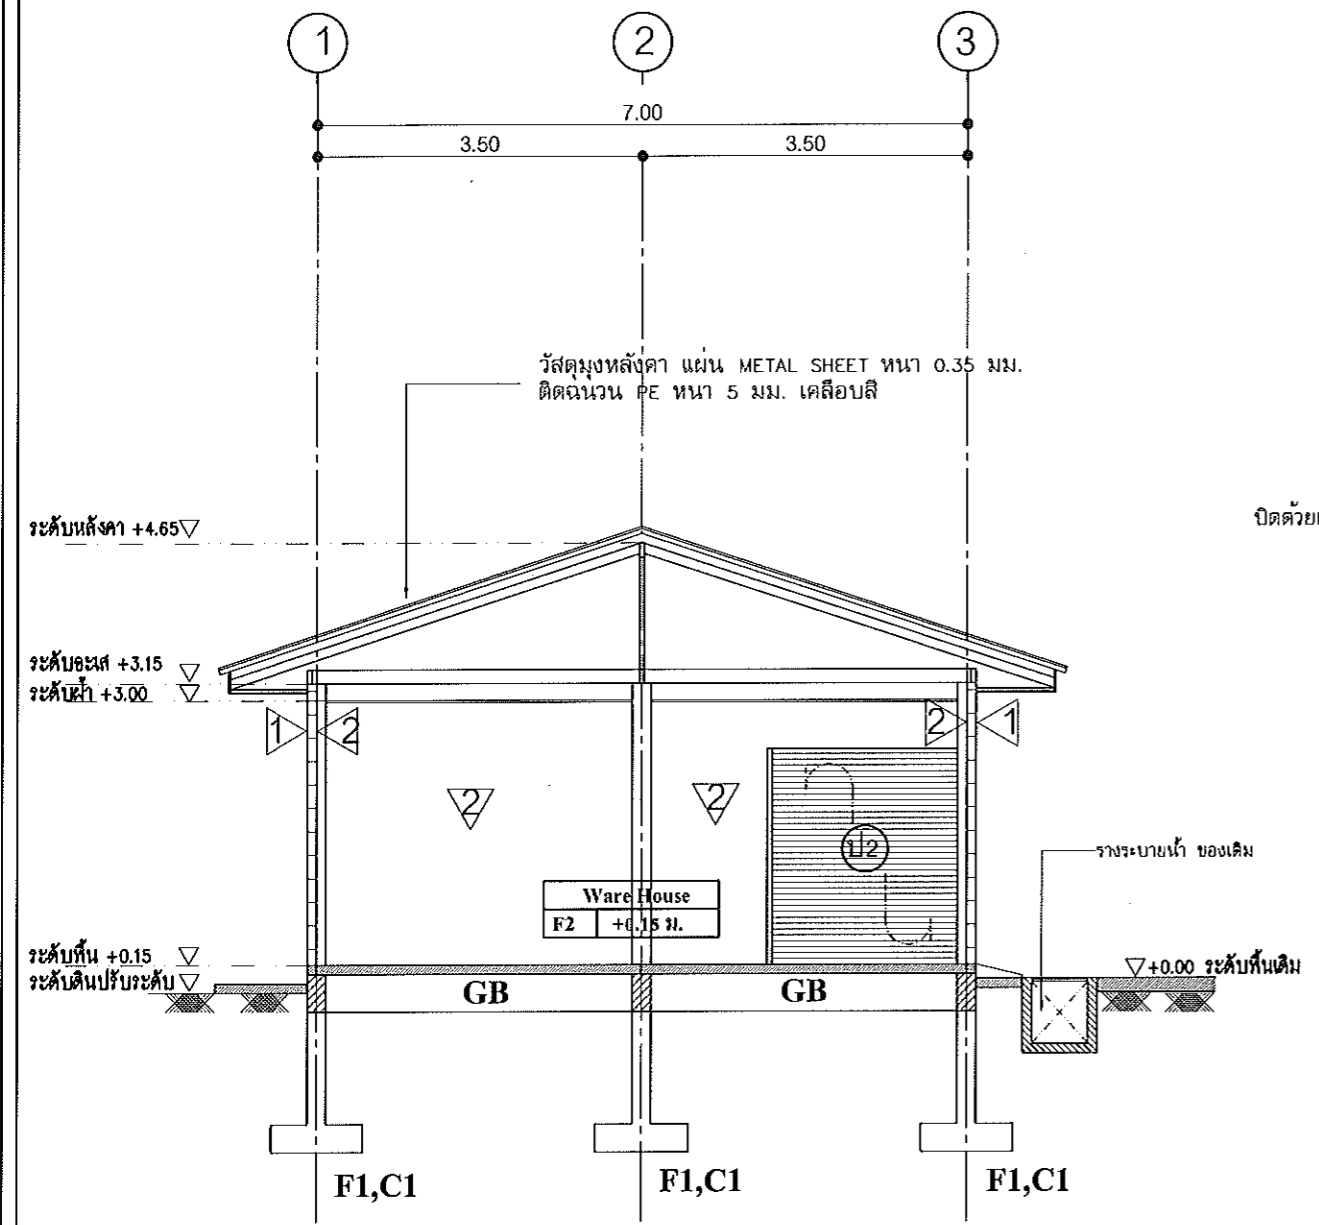 1 2 3
7.00
3.50 3.50
วัสดุมุงหลังคา แผ่น METAL SHEET หนา 0.35 มม.
ติดฉนวน PE หนา 5 มม. เคลือบสี
ระดับหลังคา +4.65
ปิดด้วย
ระดับอะเส +3.15
ระดับฝ้า +3.00
1 2 2 1
2 2
ป2
รางระบายน้ำ ของเดิม
Ware House
F2 +0.15 ม.
ระดับพื้น +0.15
+0.00 ระดับพื้นเดิม
ระดับดินปรับระดับ
GB GB
F1,C1 F1,C1 F1,C1